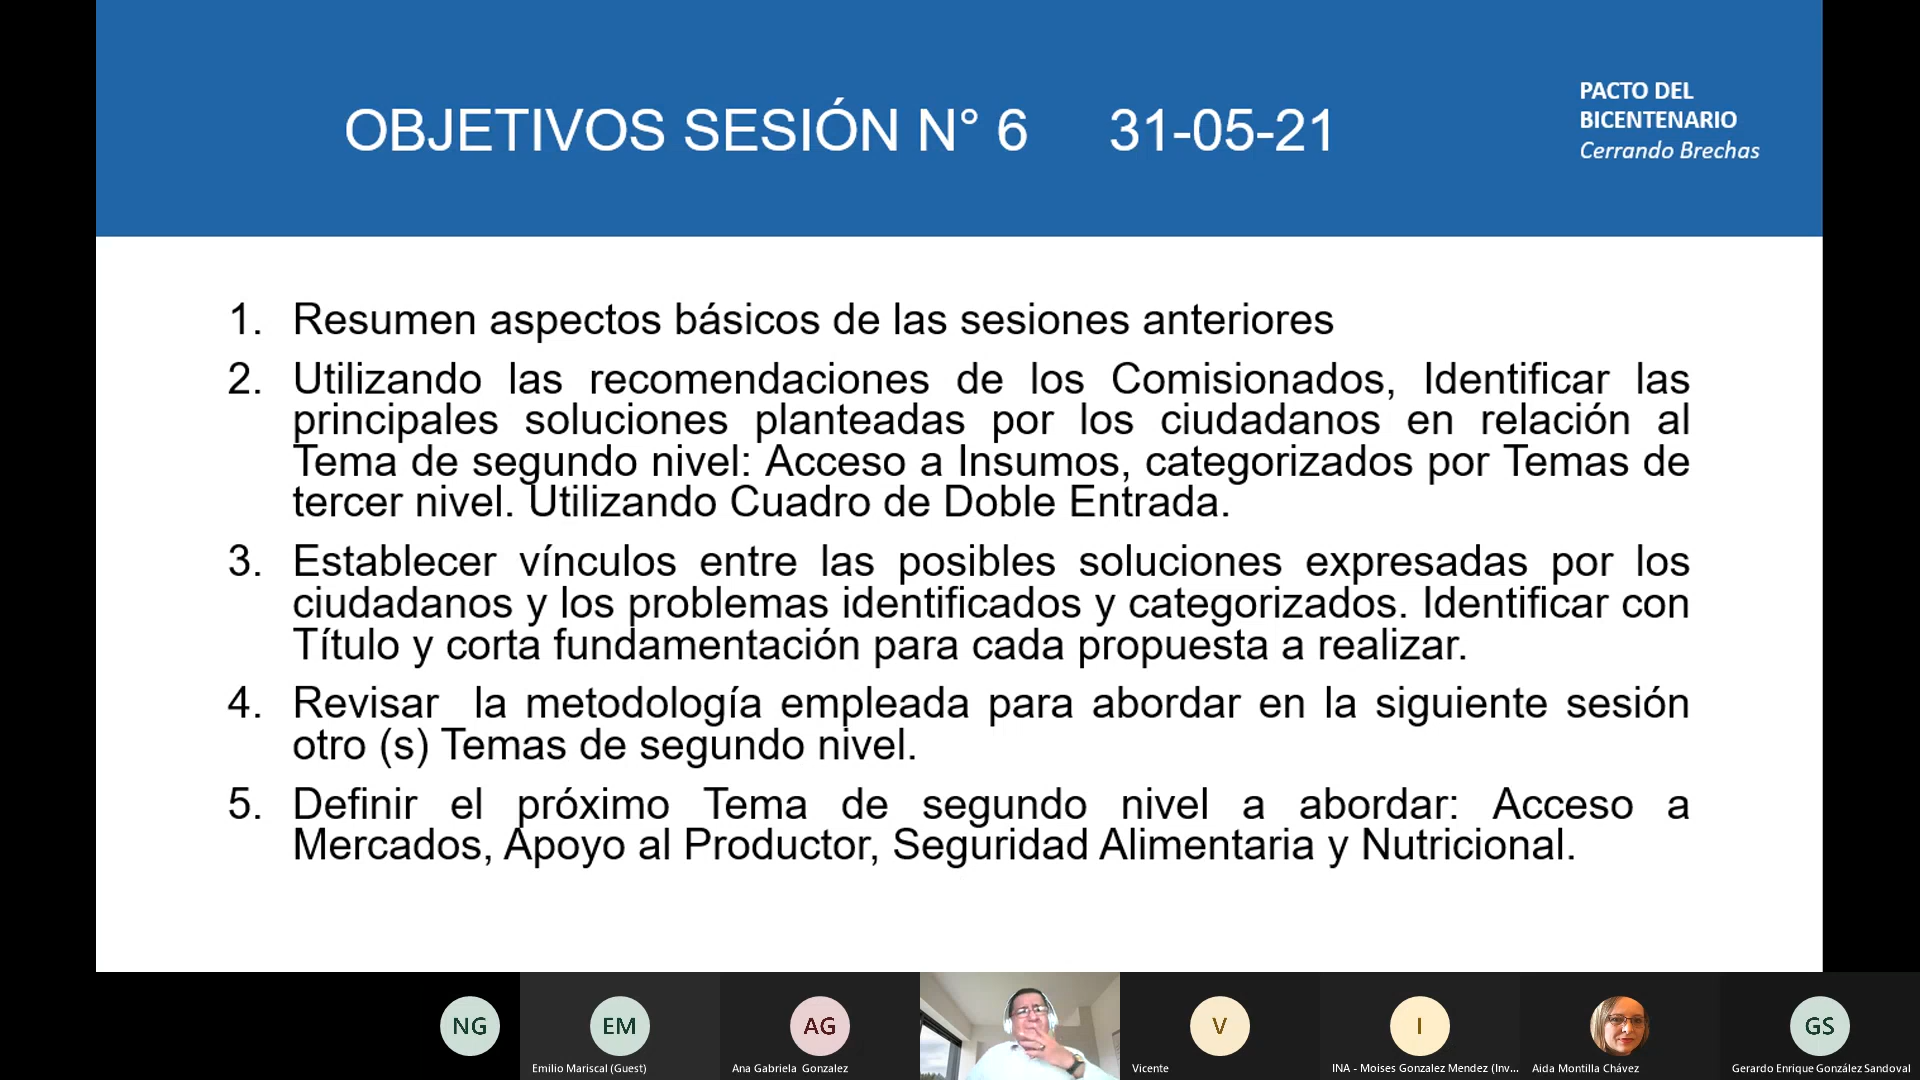 OBJETIVOS SESIÓN N° 6 31-05-21
PACTO DEL
BICENTENARIO
Cerrando Brechas
1. Resumen aspectos básicos de las sesiones anteriores
2. Utilizando las recomendaciones de los Comisionados, Identificar las
principales soluciones planteadas por los ciudadanos en relación al
Tema de segundo nivel: Acceso a Insumos, categorizados por Temas de
tercer nivel. Utilizando Cuadro de Doble Entrada.
3. Establecer vínculos entre las posibles soluciones expresadas por los
ciudadanos y los problemas identificados y categorizados. Identificar con
Título y corta fundamentación para cada propuesta a realizar.
4. Revisar la metodología empleada para abordar en la siguiente sesión
otro (s) Temas de segundo nivel.
5. Definir el próximo Tema de segundo nivel a abordar: Acceso a
Mercados, Apoyo al Productor, Seguridad Alimentaria y Nutricional.
NG
EM
AG
V
I
GS
Emilio Mariscal (Guest)
Ana Gabriela Gonzalez
Vicente
INA - Moises Gonzalez Mendez (Inv...
Aida Montilla Chávez
Gerardo Enrique González Sandoval